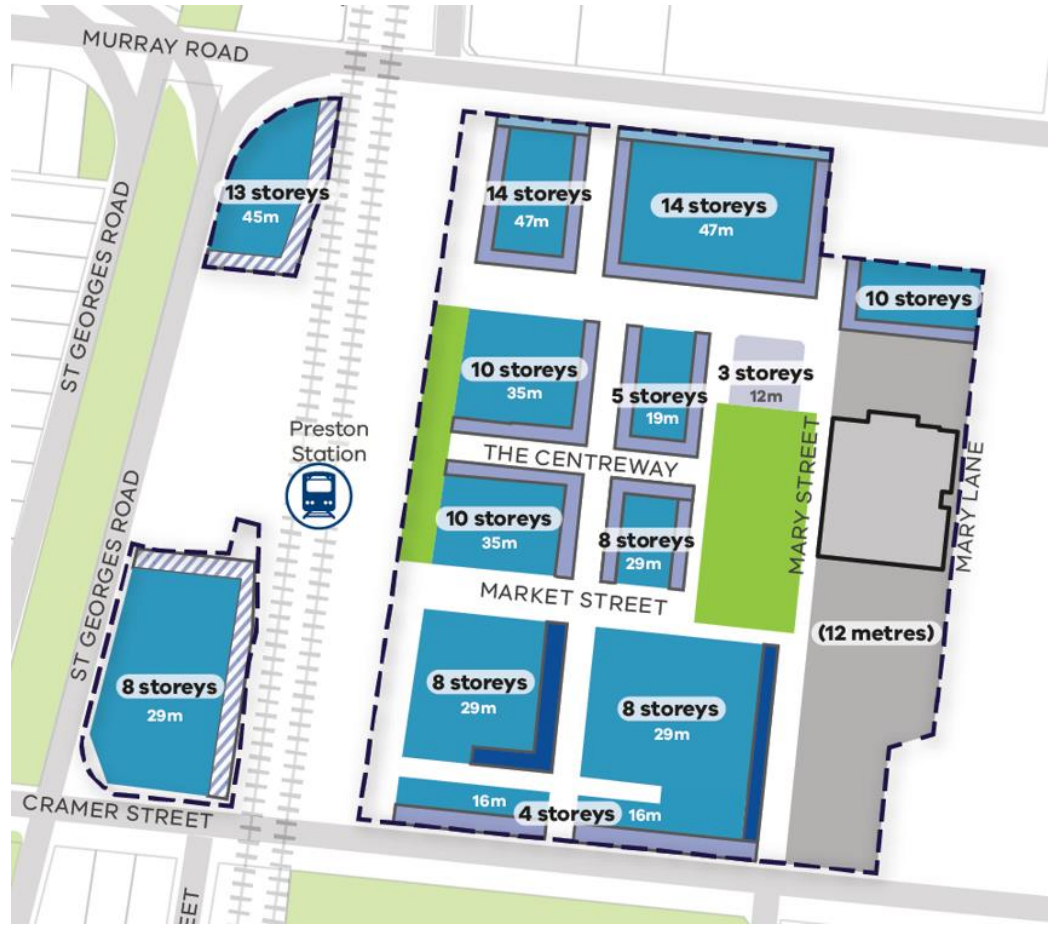 MURRAY ROAD
13 storeys
45m
14 storeys
47m
14 storeys
47m
10 storeys
ST GEORGES ROAD
10 storeys
35m
5 storeys
19m
3 storeys
12m
Preston
Station
THE CENTREWAY
MARY STREET
MARY LANE
ST GEORGES ROAD
10 storeys
35m
8 storeys
29m
MARKET STREET
(12 metres)
8 storeys
29m
8 storeys
29m
8 storeys
29m
16m
4 storeys
16m
CRAMER STREET
EET